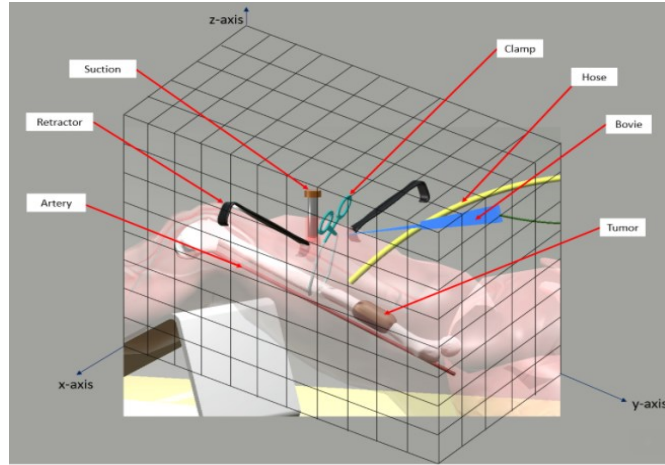 z-axis
Clamp
Suction
Hose
Retractor
Bovie
Artery
Tumor
x-axis
y-axis